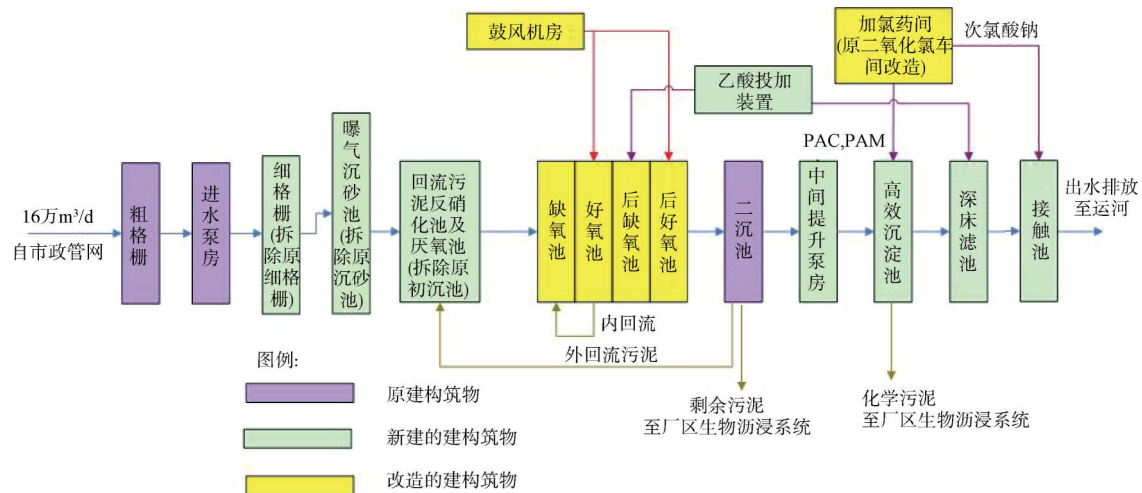 鼓风机房
加氯药间
(原二氧化氯车
间改造)
次氯酸钠
乙酸投加
装置
PAC,PAM
16万m³/d
自市政管网
粗格栅
进水泵房
细格栅(拆除原细格栅)
曝气沉砂池(拆除原沉砂池)
回流污
泥反硝
化池及
厌氧池
(拆除原
初沉池)
缺氧池
好氧池
后缺氧池
后好氧池
二沉池
中间提升泵房
高效沉淀池
深床滤池
接触池
出水排放
至运河
内回流
外回流污泥
剩余污泥
至厂区生物沥浸系统
化学污泥
至厂区生物沥浸系统
图例:
原建构筑物
新建的建构筑物
改造的建构筑物